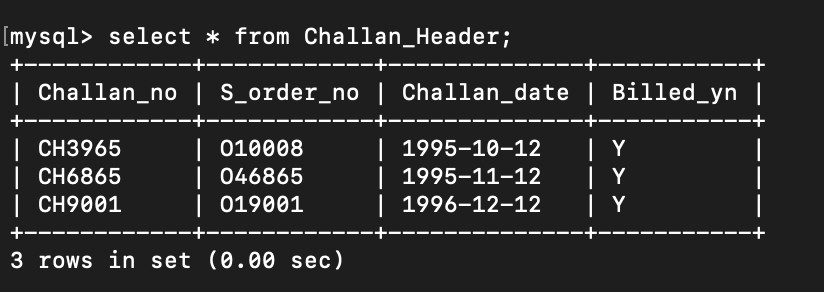 [mysql> select * from Challan_Header;
+------------+-------------+--------------+-----------+
| Challan_no | S_order_no | Challan_date | Billed_yn |
+------------+-------------+--------------+-----------+
| CH3965 | O10008 | 1995-10-12 | Y |
| CH6865 | O46865 | 1995-11-12 | Y |
| CH9001 | O19001 | 1996-12-12 | Y |
+------------+-------------+--------------+-----------+
3 rows in set (0.00 sec)